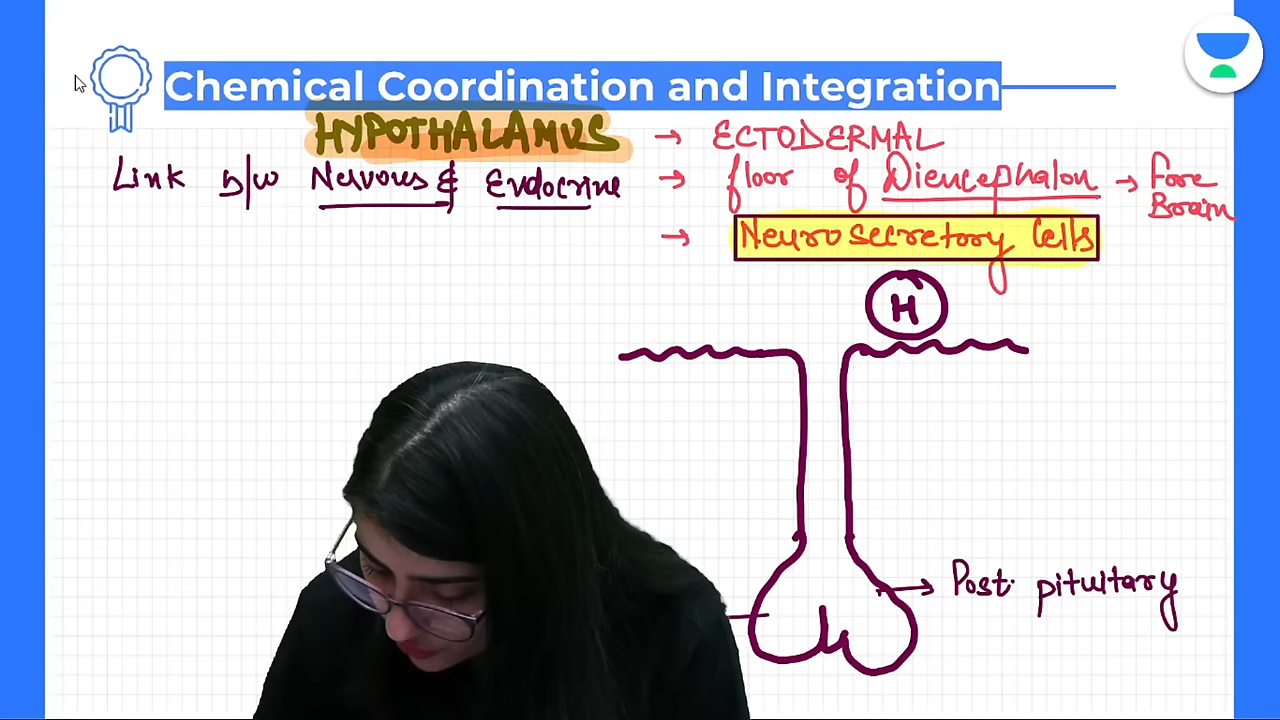 Chemical Coordination and Integration
HYPOTHALAMUS → ECTODERMAL
Link b/w Nervous & Endocrine → floor of Diencephalon → Fore Brain
→ Neurosecretory Cells
H
→ Post. pituitary